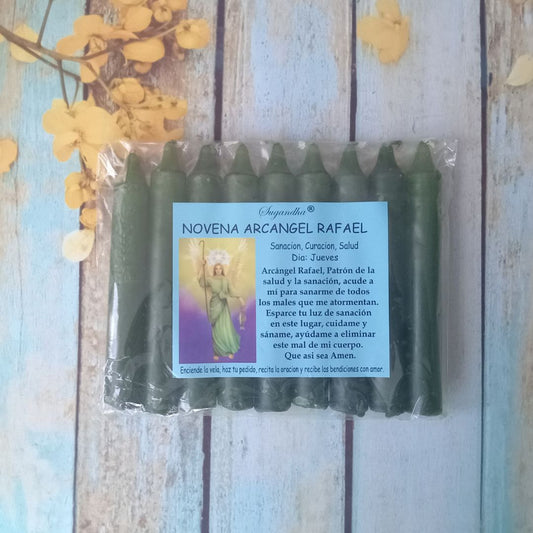 Sugandha®
NOVENA ARCANGEL RAFAEL
Sanacion, Curacion, Salud
Dia: Jueves
Arcángel Rafael, Patrón de la
salud y la sanación, acude a
mí para sanarme de todos
los males que me atormentan.
Esparce tu luz de sanación
en este lugar, cuidame y
sáname, ayúdame a eliminar
este mal de mi cuerpo.
Que asi sea Amen.
Enciende la vela, haz tu pedido, recita la oracion y recibe las bendiciones con amor.